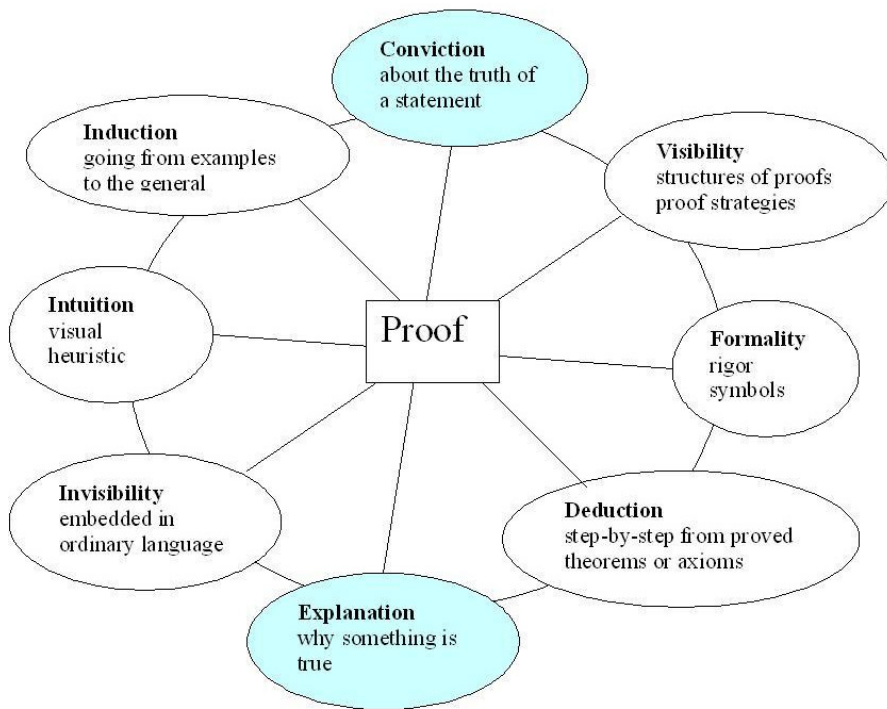 Conviction
about the truth of
a statement
Induction
going from examples
to the general
Visibility
structures of proofs
proof strategies
Intuition
visual
heuristic
Proof
Formality
rigor
symbols
Invisibility
embedded in
ordinary language
Deduction
step-by-step from proved
theorems or axioms
Explanation
why something is
true